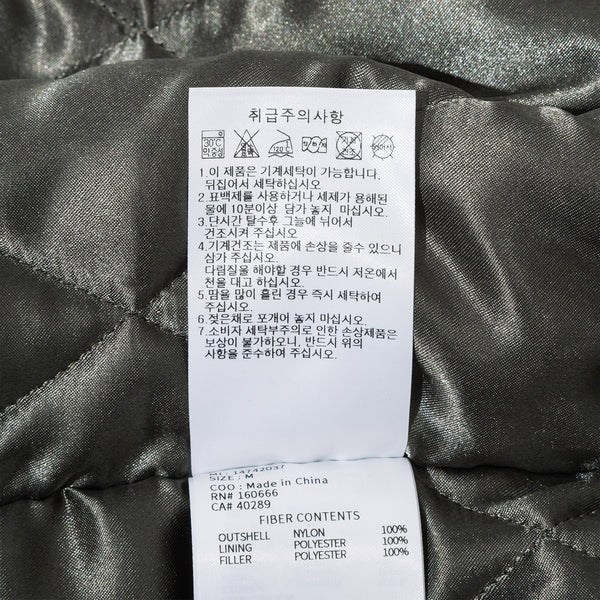 취급주의사항
30℃
약중성
120℃
1.이 제품은 기계세탁이 가능합니다.
뒤집어서 세탁하십시오
2.표백제를 사용하거나 세제가 용해된
물에 10분이상 담가 놓지 마십시오.
3.단시간 탈수후 그늘에 뉘어서
건조시켜 주십시오
4.기계건조는 제품에 손상을 줄수 있으니
삼가 주십시오.
다림질을 해야할 경우 반드시 저온에서
천을 대고 하십시오.
5.땀을 많이 흘린 경우 즉시 세탁하여
주십시오.
6.젖은채로 포개어 놓지 마십시오.
7.소비자 세탁부주의로 인한 손상제품은
보상이 불가하오니, 반드시 위의
사항을 준수하여 주십시오.
MT: 14742037
SIZE : M
COO : Made in China
RN# 160666
CA# 40289
FIBER CONTENTS
OUTSHELL NYLON 100%
LINING POLYESTER 100%
FILLER POLYESTER 100%